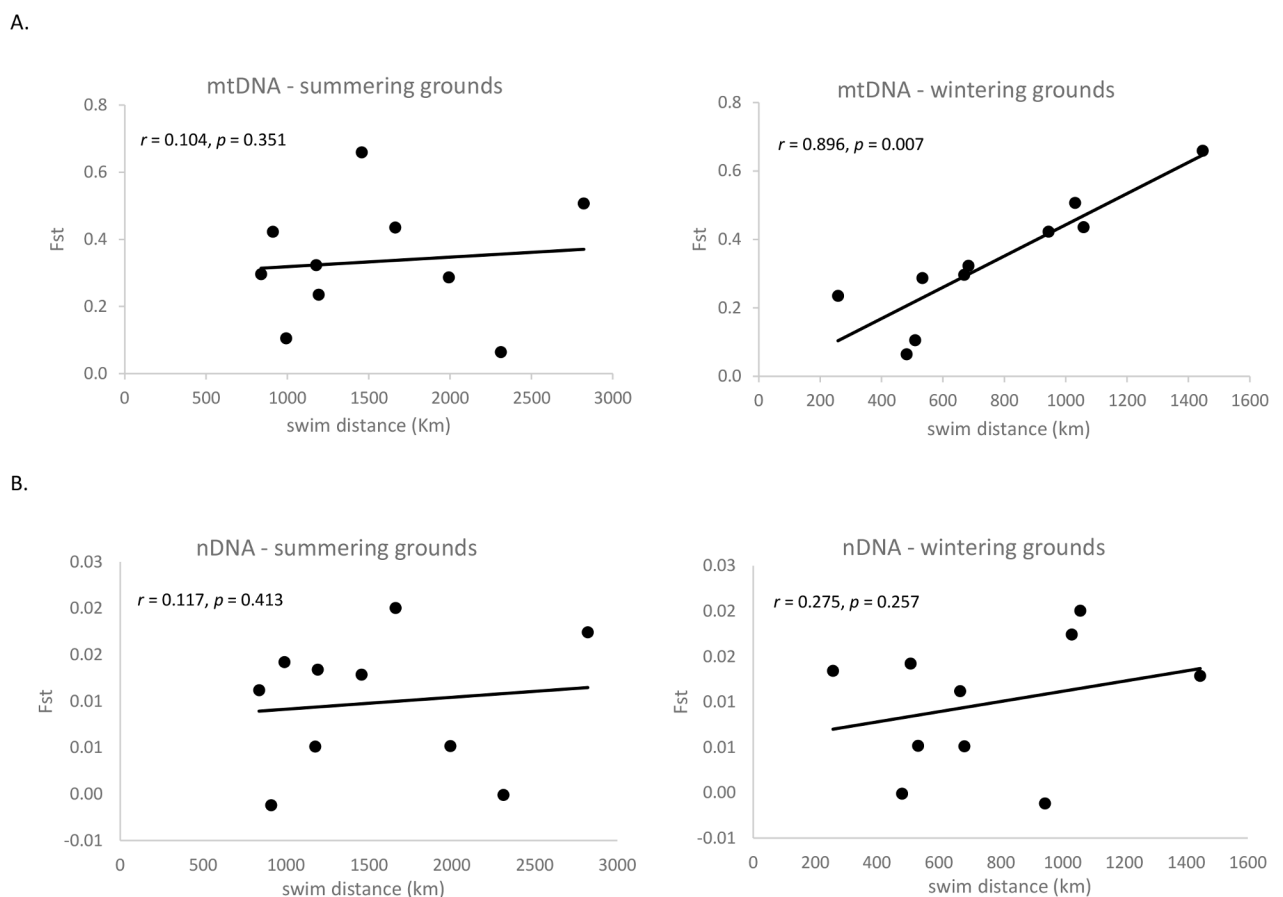 A.
mtDNA - summering grounds
r = 0.104, p = 0.351
Fst
0.8
0.6
0.4
0.2
0.0
0 500 1000 1500 2000 2500 3000
swim distance (Km)
mtDNA - wintering grounds
r = 0.896, p = 0.007
Fst
0.8
0.6
0.4
0.2
0.0
0 200 400 600 800 1000 1200 1400 1600
swim distance (km)
B.
nDNA - summering grounds
r = 0.117, p = 0.413
Fst
0.03
0.02
0.02
0.01
0.01
0.00
-0.01
0 500 1000 1500 2000 2500 3000
swim distance (km)
nDNA - wintering grounds
r = 0.275, p = 0.257
Fst
0.03
0.02
0.02
0.01
0.01
0.00
-0.01
0 200 400 600 800 1000 1200 1400 1600
swim distance (km)